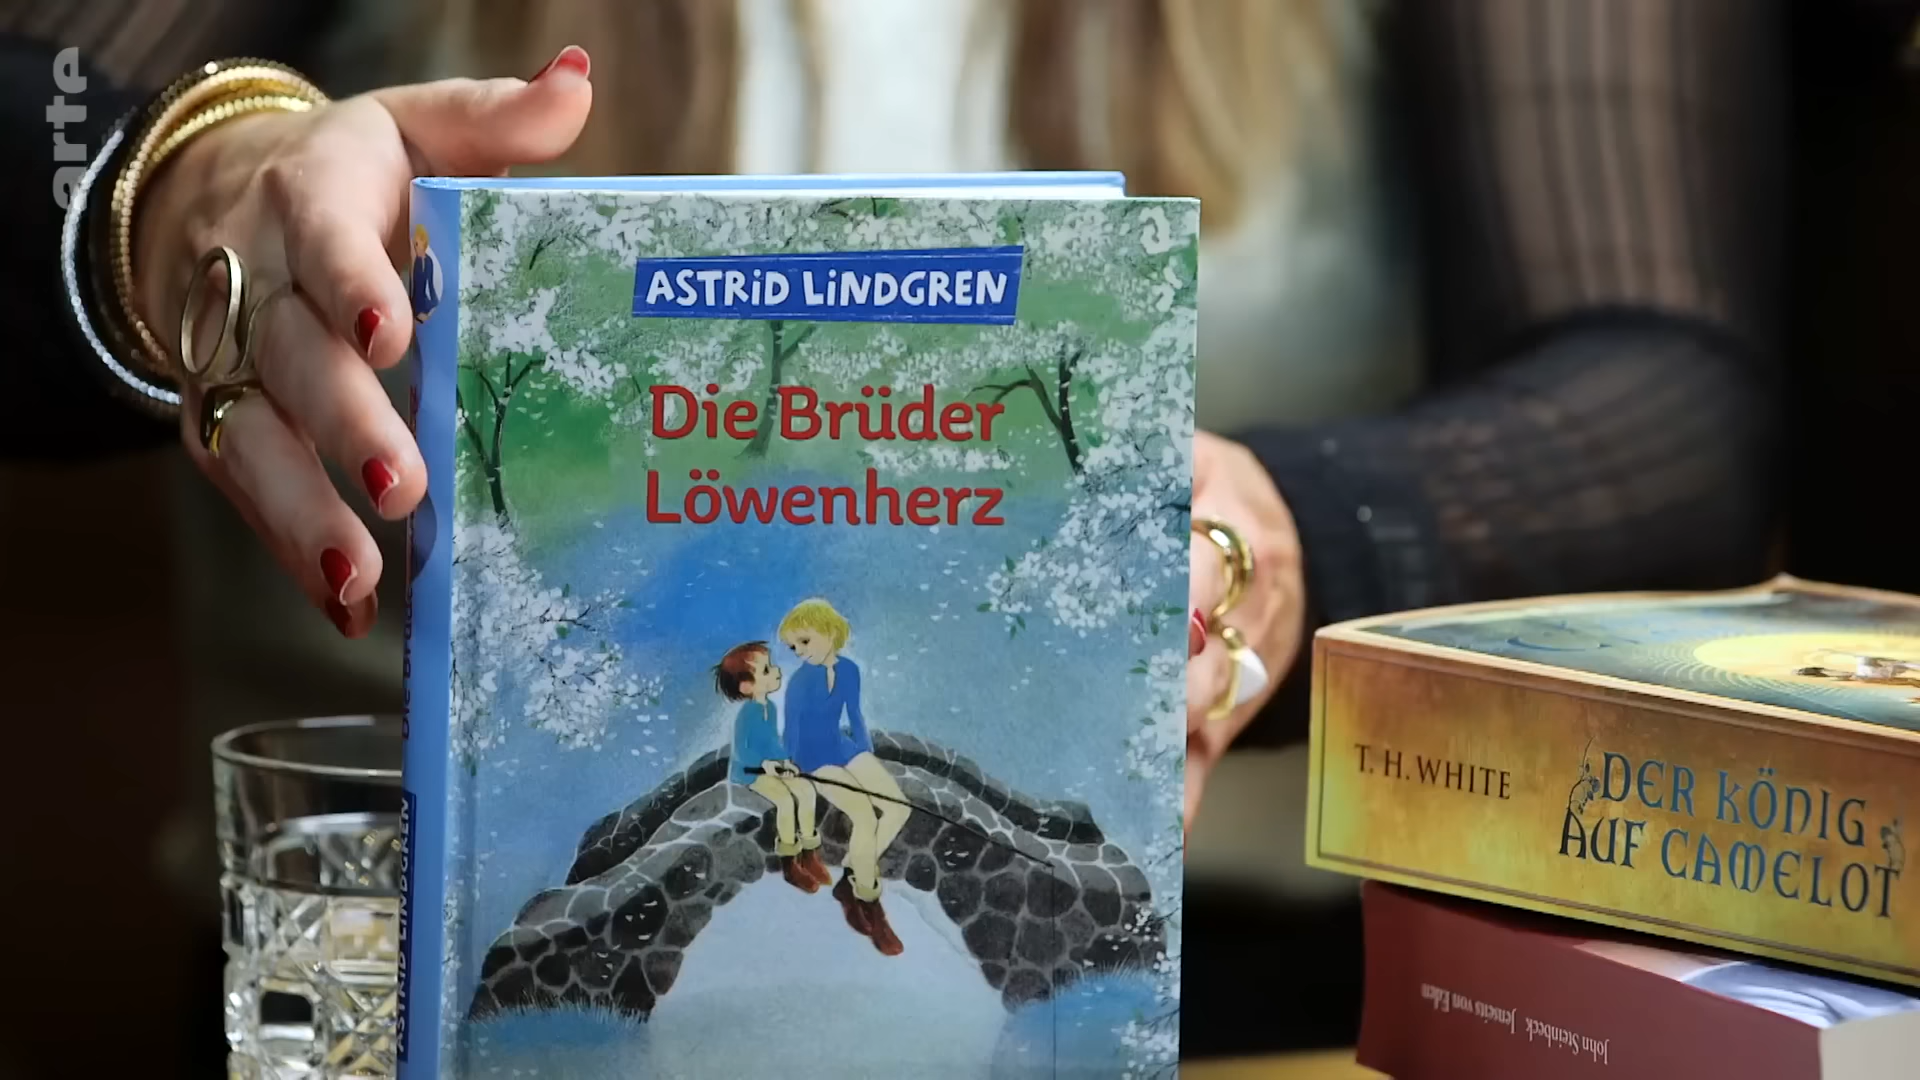 arte
ASTRID LINDGREN
Die Brüder
Löwenherz
ASTRID LINDGREN
T. H. WHITE
DER KÖNIG
AUF CAMELOT
John Steinbeck Jenseits von Eden